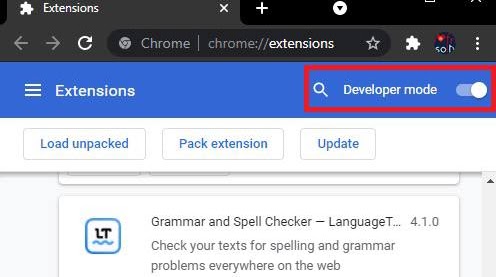 Extensions
Chrome | chrome://extensions
Extensions
Developer mode
Load unpacked
Pack extension
Update
LT
Grammar and Spell Checker — LanguageT... 4.1.0
Check your texts for spelling and grammar
problems everywhere on the web